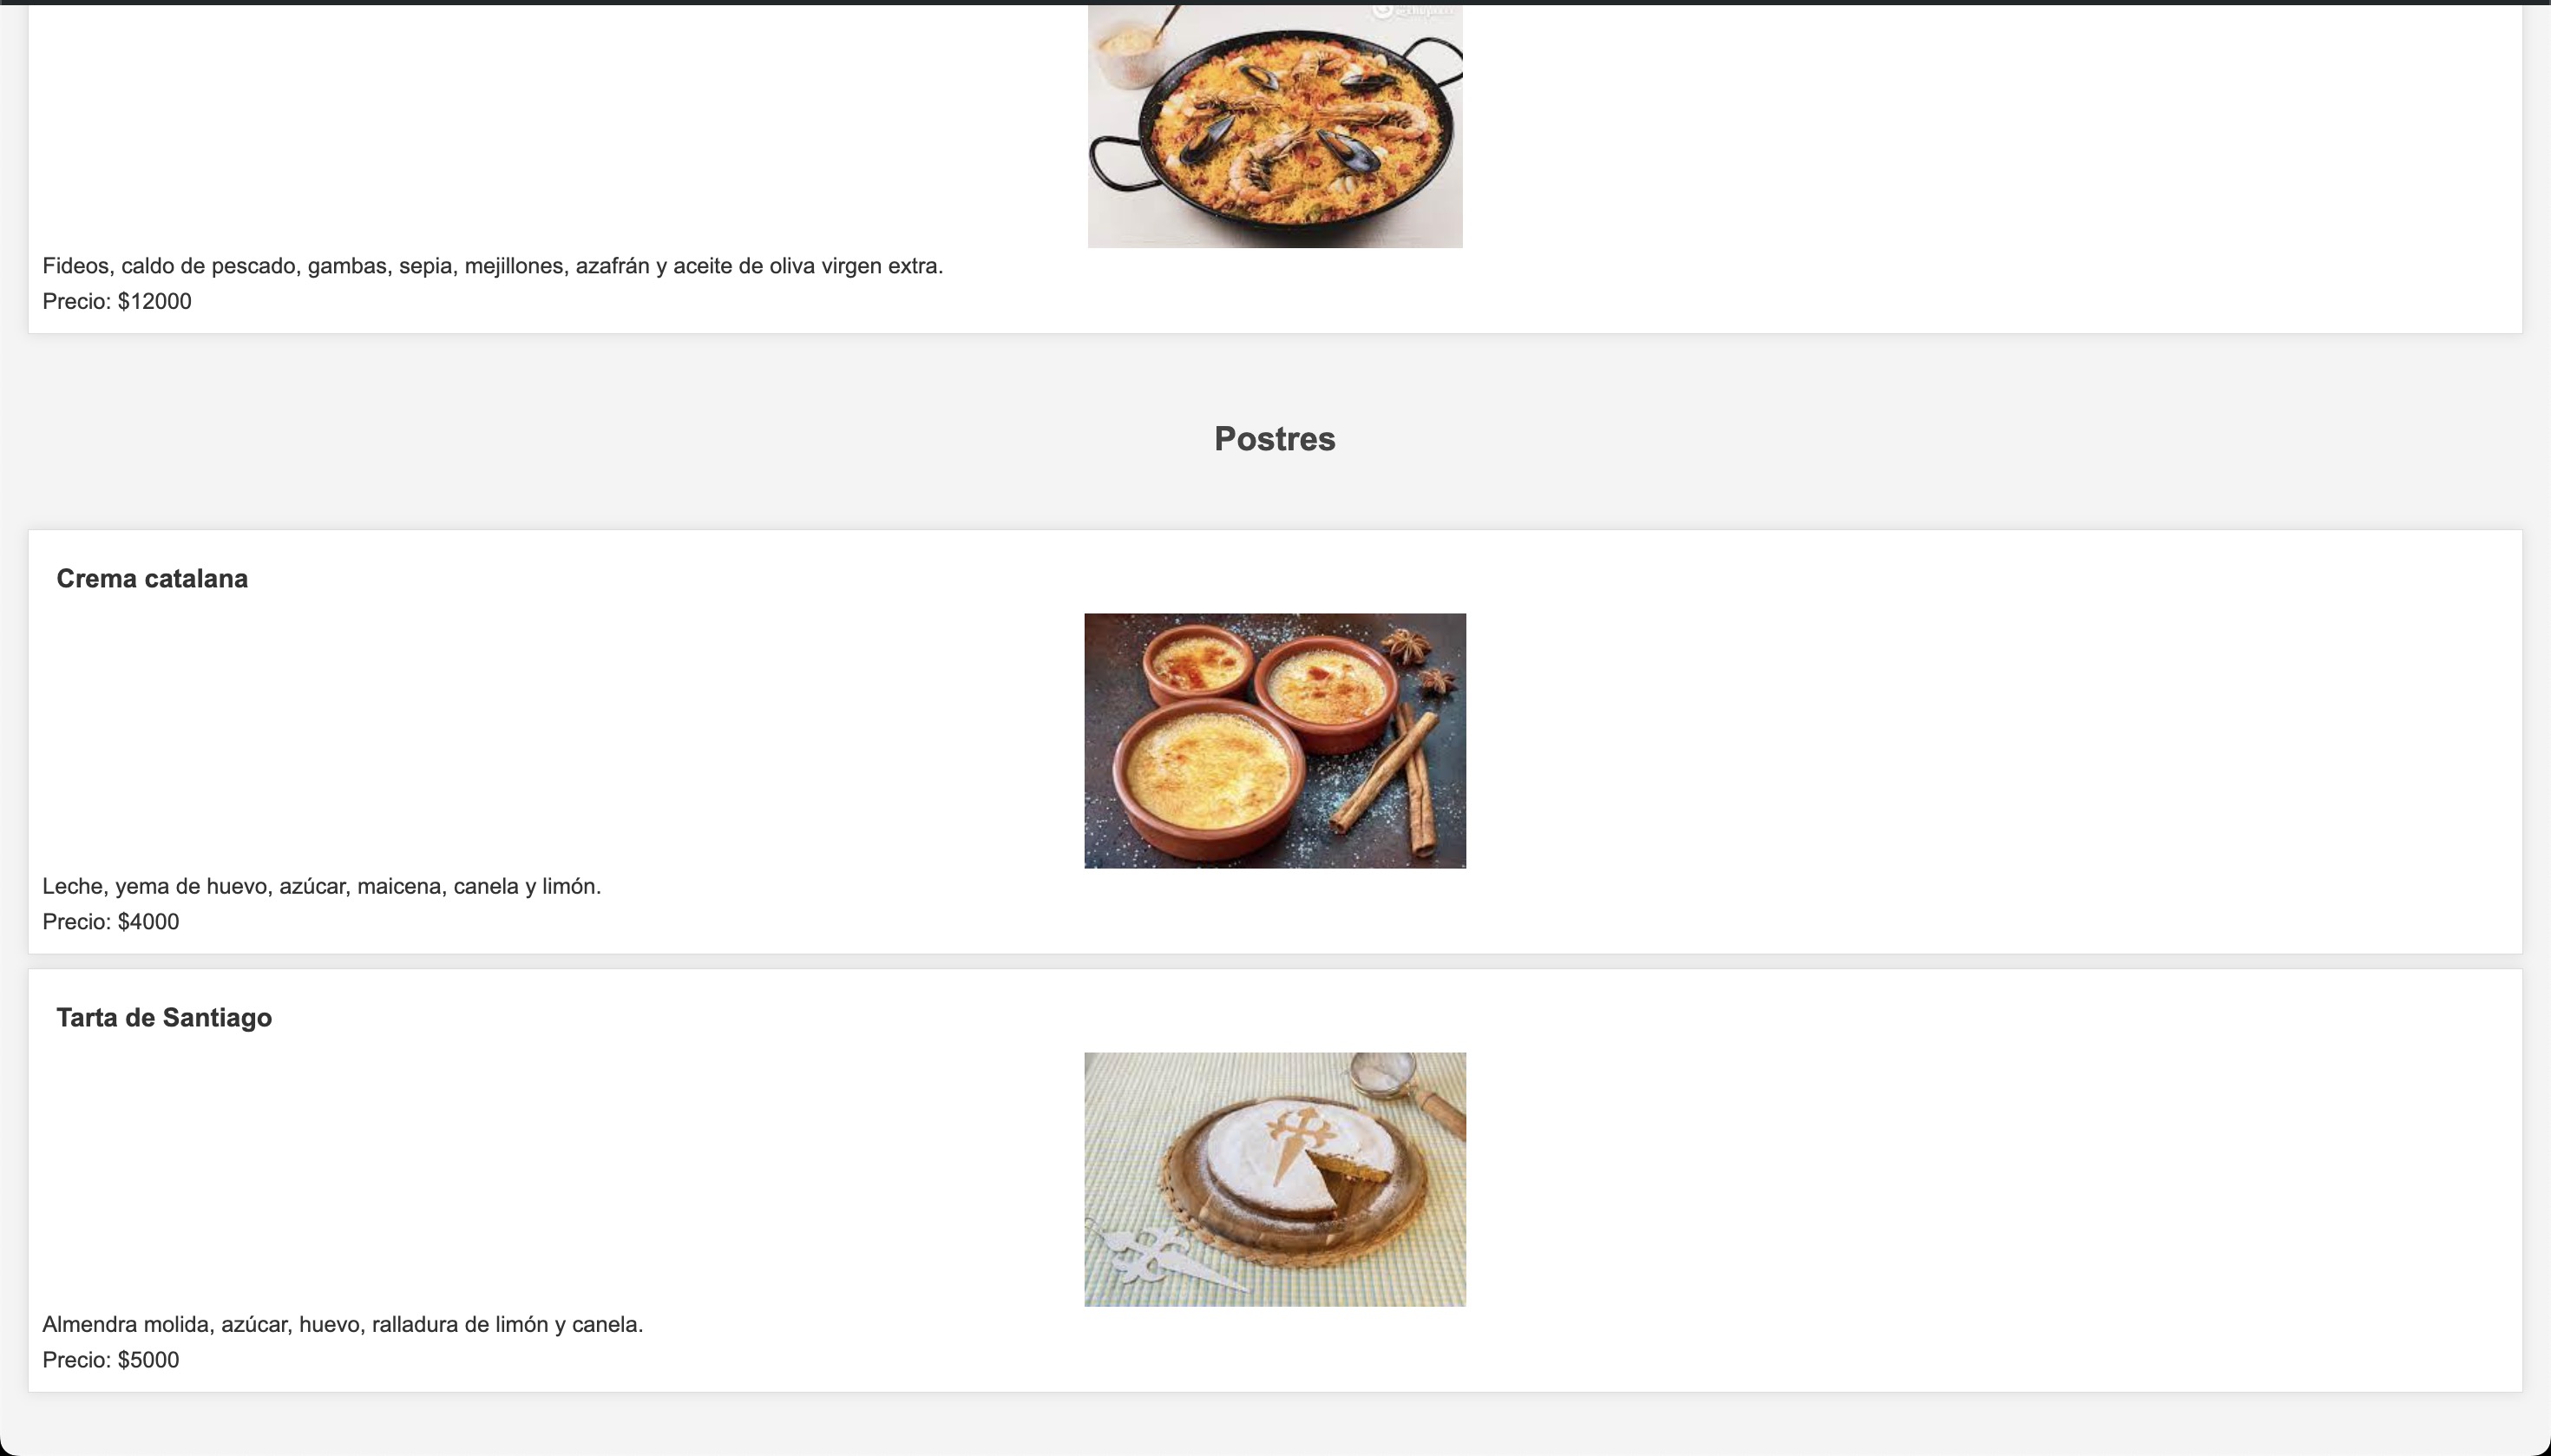 Fideos, caldo de pescado, gambas, sepia, mejillones, azafrán y aceite de oliva virgen extra.
Precio: $12000
Postres
Crema catalana
Leche, yema de huevo, azúcar, maicena, canela y limón.
Precio: $4000
Tarta de Santiago
Almendra molida, azúcar, huevo, ralladura de limón y canela.
Precio: $5000